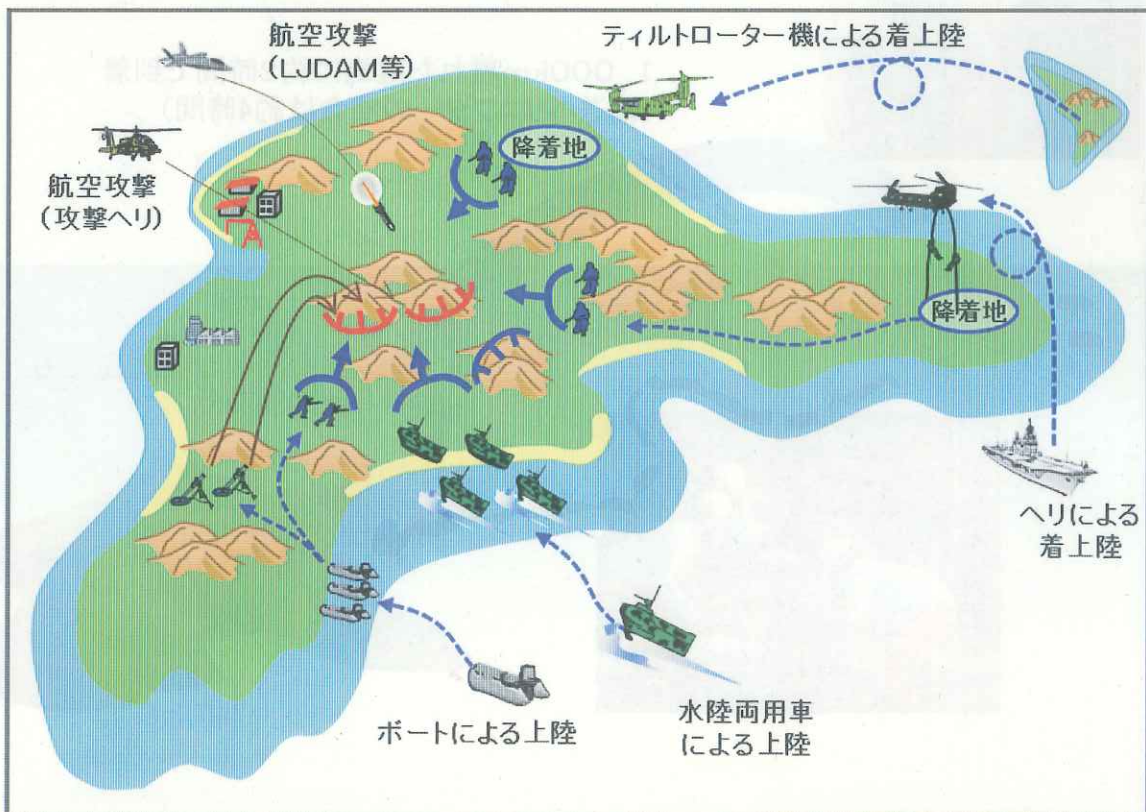 航空攻撃
(LJDAM等)
ティルトローター機による着上陸
航空攻撃
(攻撃ヘリ)
降着地
降着地
ヘリによる
着上陸
水陸両用車
による上陸
ボートによる上陸